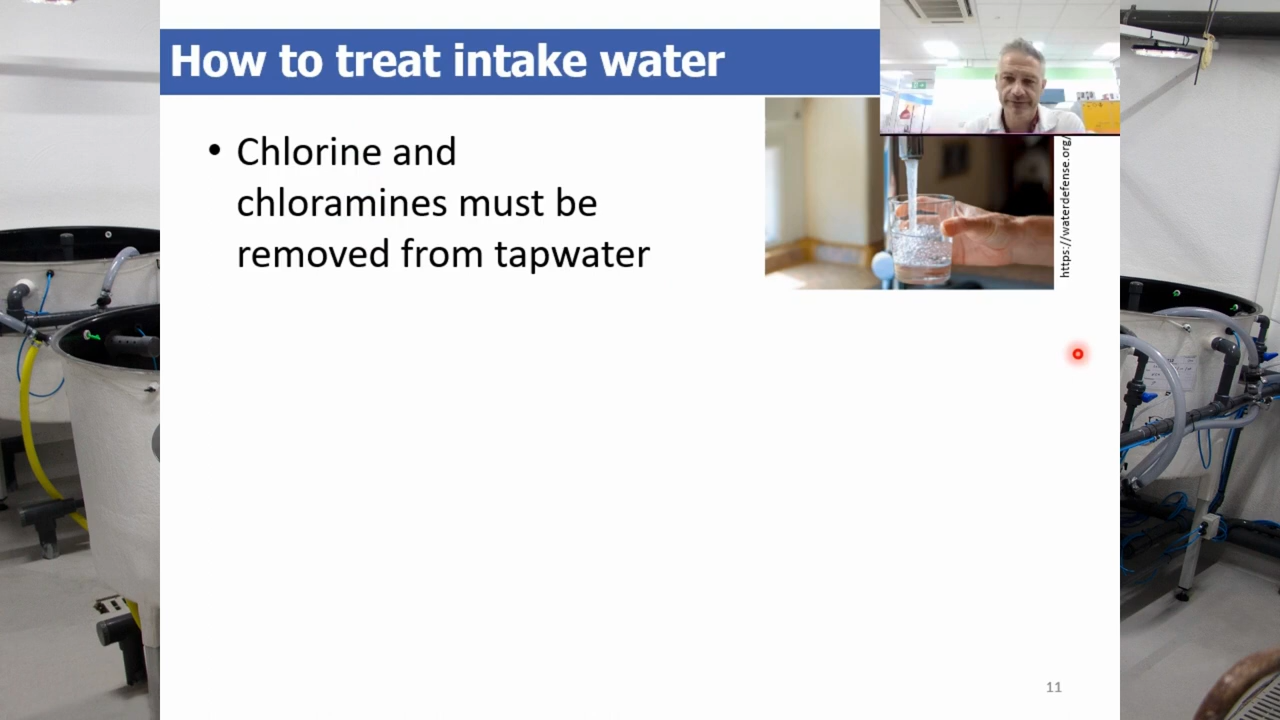 How to treat intake water
• Chlorine and
chloramines must be
removed from tapwater
https://waterdefense.org/
11